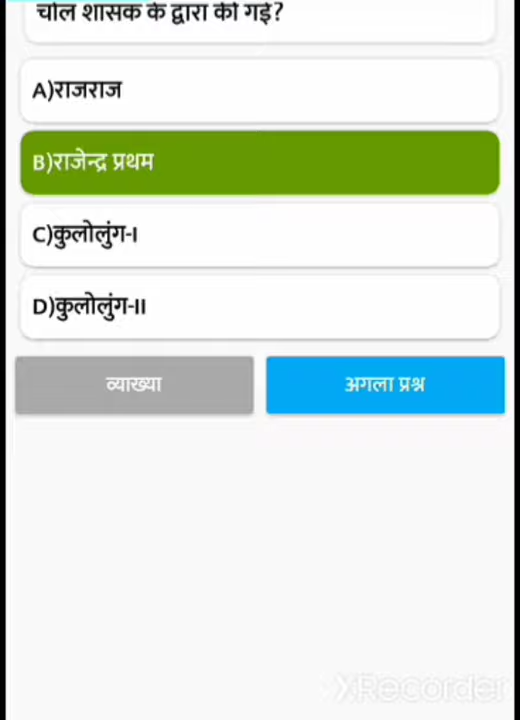 चोल शासक के द्वारा की गई?
A)राजराज
B)राजेन्द्र प्रथम
C)कुलोलुंग-I
D)कुलोलुंग-II
व्याख्या
अगला प्रश्न
XRecorder